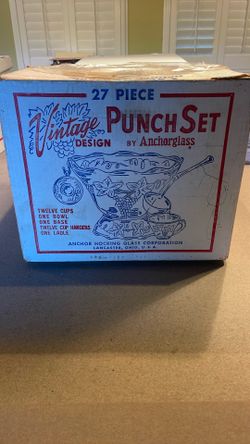 27 PIECE
Vintage PUNCH SET
DESIGN BY Anchorglass
TWELVE CUPS
ONE BOWL
ONE BASE
TWELVE CUP HANGERS
ONE LADLE
ANCHOR HOCKING GLASS CORPORATION
LANCASTER, OHIO, U.S.A.